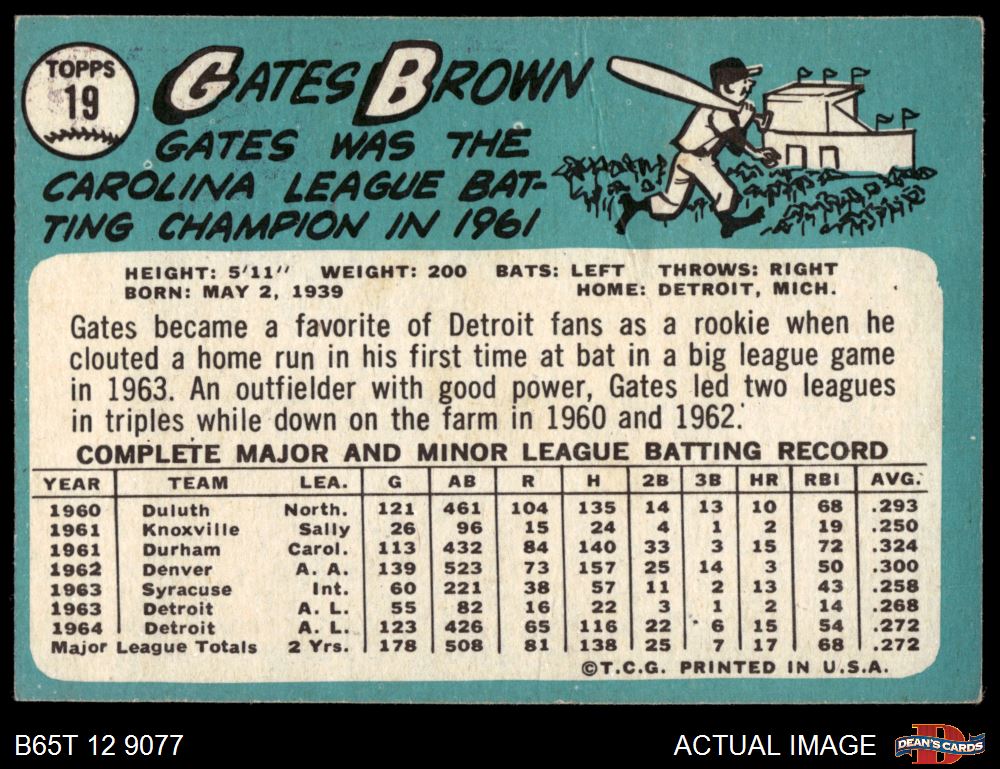 TOPPS
19
GATES BROWN
GATES WAS THE
CAROLINA LEAGUE BAT-
TING CHAMPION IN 1961
HEIGHT: 5'11" WEIGHT: 200 BATS: LEFT THROWS: RIGHT
BORN: MAY 2, 1939 HOME: DETROIT, MICH.
Gates became a favorite of Detroit fans as a rookie when he
clouted a home run in his first time at bat in a big league game
in 1963. An outfielder with good power, Gates led two leagues
in triples while down on the farm in 1960 and 1962.
COMPLETE MAJOR AND MINOR LEAGUE BATTING RECORD
YEAR TEAM LEA. G AB R H 2B 3B HR RBI AVG.
1960 Duluth North. 121 461 104 135 14 13 10 68 .293
1961 Knoxville Sally 26 96 15 24 4 1 2 19 .250
1961 Durham Carol. 113 432 84 140 33 3 15 72 .324
1962 Denver A. A. 139 523 73 157 25 14 3 50 .300
1963 Syracuse Int. 60 221 38 57 11 2 13 43 .258
1963 Detroit A. L. 55 82 16 22 3 1 2 14 .268
1964 Detroit A. L. 123 426 65 116 22 6 15 54 .272
Major League Totals 2 Yrs. 178 508 81 138 25 7 17 68 .272
©T.C.G. PRINTED IN U.S.A.
B65T 12 9077 ACTUAL IMAGE DEAN'S CARDS